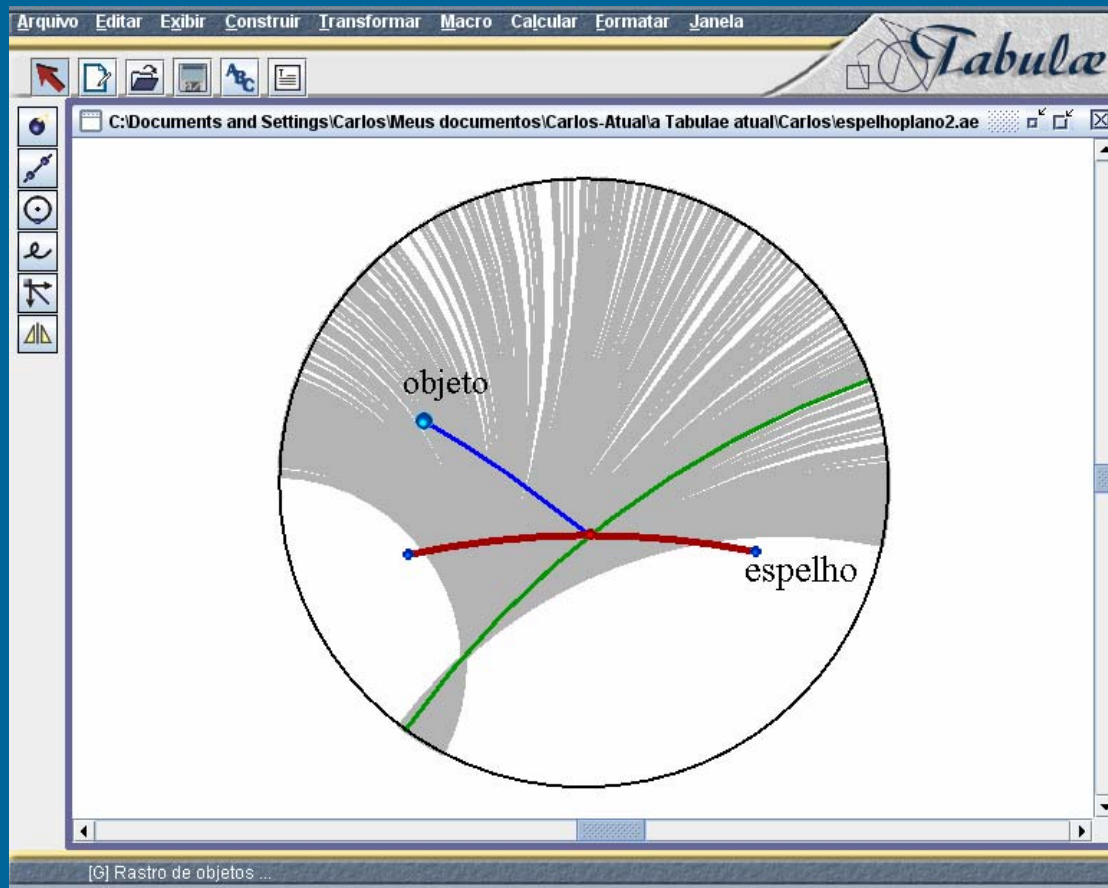 Arquivo Editar Exibir Construir Transformar Macro Calcular Formatar Janela
Tabulæ
ABC
C:\Documents and Settings\Carlos\Meus documentos\Carlos-Atual\a Tabulae atual\Carlos\espelhoplano2.ae
objeto
espelho
[G] Rastro de objetos ...